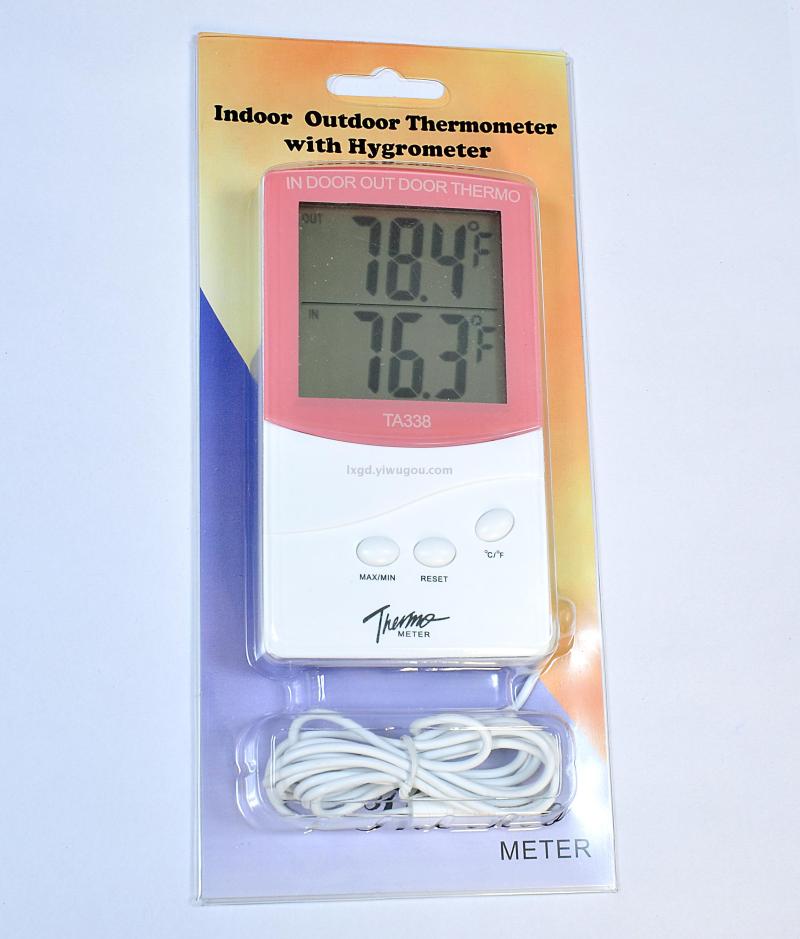 Indoor Outdoor Thermometer
with Hygrometer
IN DOOR OUT DOOR THERMO
OUT
78.4°F
IN
76.3°F
TA338
lxgd.yiwugou.com
°C/°F
MAX/MIN RESET
Thermo
METER
METER